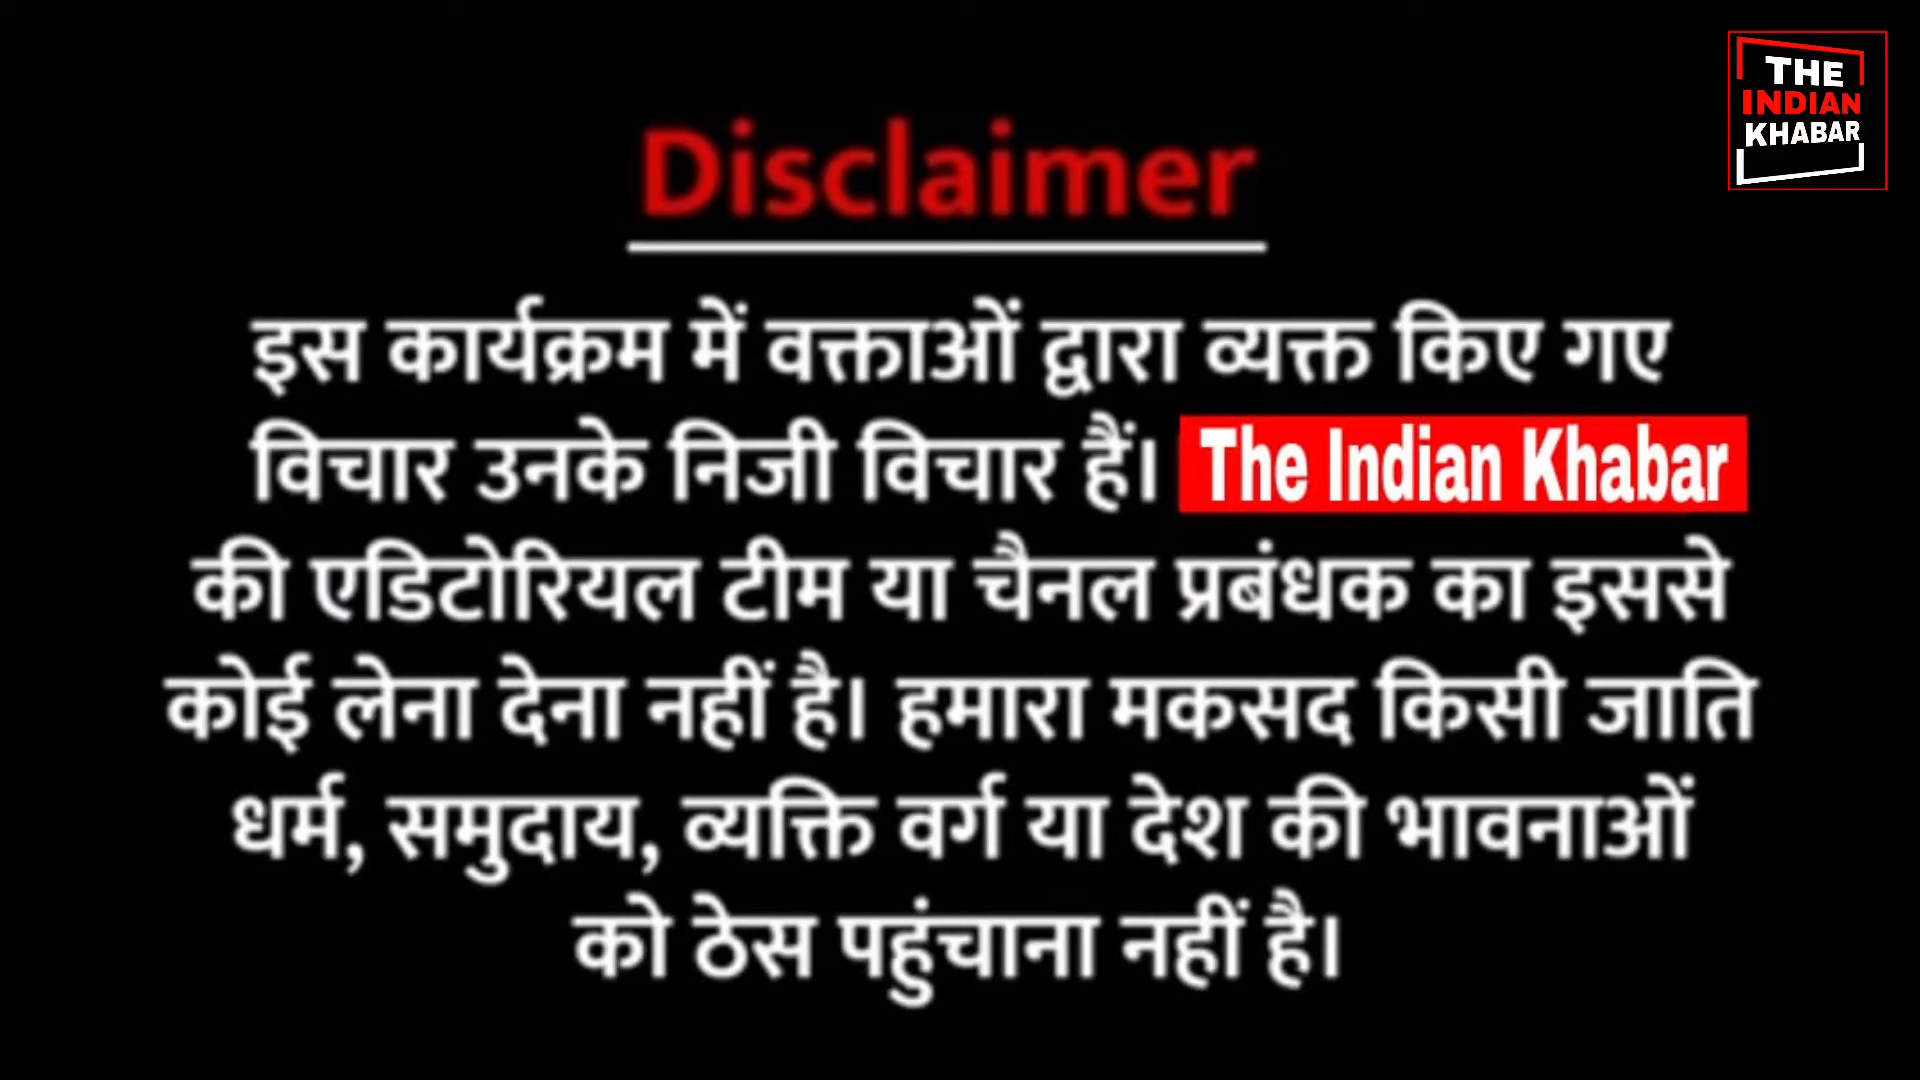 THE
INDIAN
KHABAR
Disclaimer
इस कार्यक्रम में वक्ताओं द्वारा व्यक्त किए गए
विचार उनके निजी विचार हैं। The Indian Khabar
की एडिटोरियल टीम या चैनल प्रबंधक का इससे
कोई लेना देना नहीं है। हमारा मकसद किसी जाति
धर्म, समुदाय, व्यक्ति वर्ग या देश की भावनाओं
को ठेस पहुंचाना नहीं है।